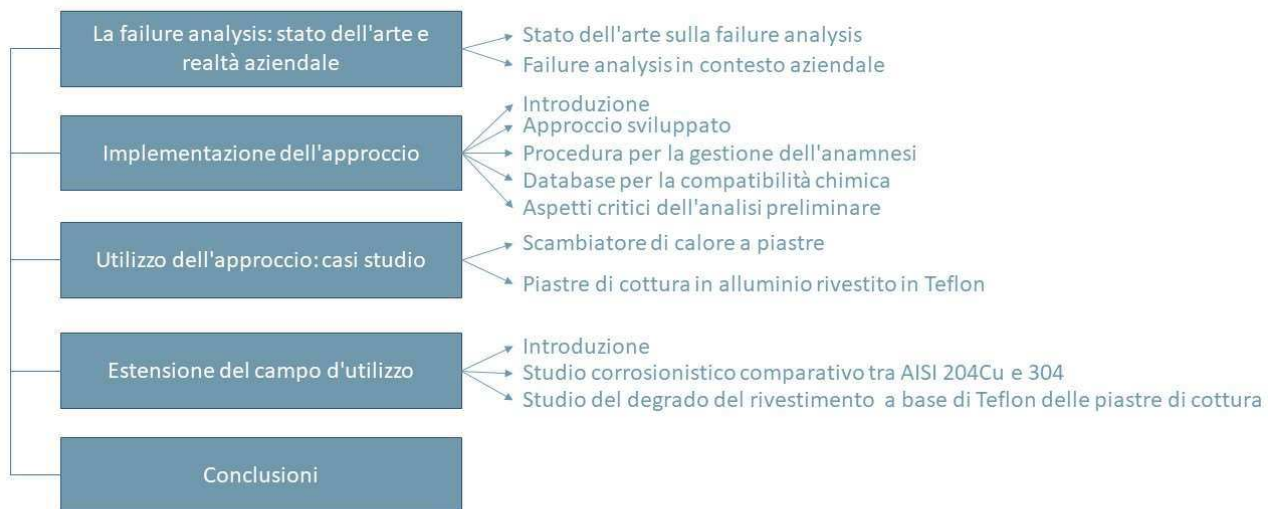 La failure analysis: stato dell'arte e
realtà aziendale
Stato dell'arte sulla failure analysis
Failure analysis in contesto aziendale
Implementazione dell'approccio
Introduzione
Approccio sviluppato
Procedura per la gestione dell'anamnesi
Database per la compatibilità chimica
Aspetti critici dell'analisi preliminare
Utilizzo dell'approccio: casi studio
Scambiatore di calore a piastre
Piastre di cottura in alluminio rivestito in Teflon
Estensione del campo d'utilizzo
Introduzione
Studio corrosionistico comparativo tra AISI 204Cu e 304
Studio del degrado del rivestimento a base di Teflon delle piastre di cottura
Conclusioni